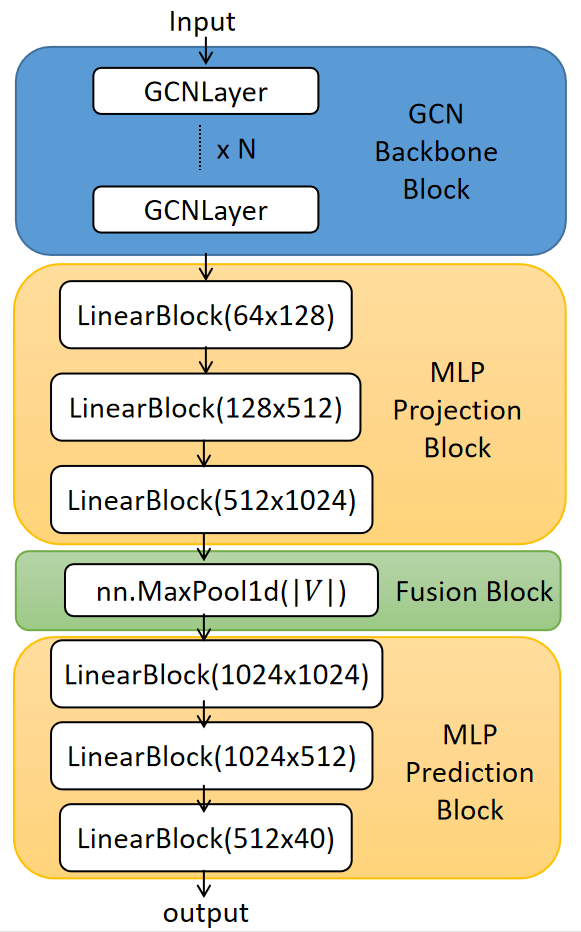 Input
GCNLayer
x N
GCNLayer
GCN
Backbone
Block
LinearBlock(64x128)
LinearBlock(128x512)
LinearBlock(512x1024)
MLP
Projection
Block
nn.MaxPool1d(|V|)
Fusion Block
LinearBlock(1024x1024)
LinearBlock(1024x512)
LinearBlock(512x40)
MLP
Prediction
Block
output